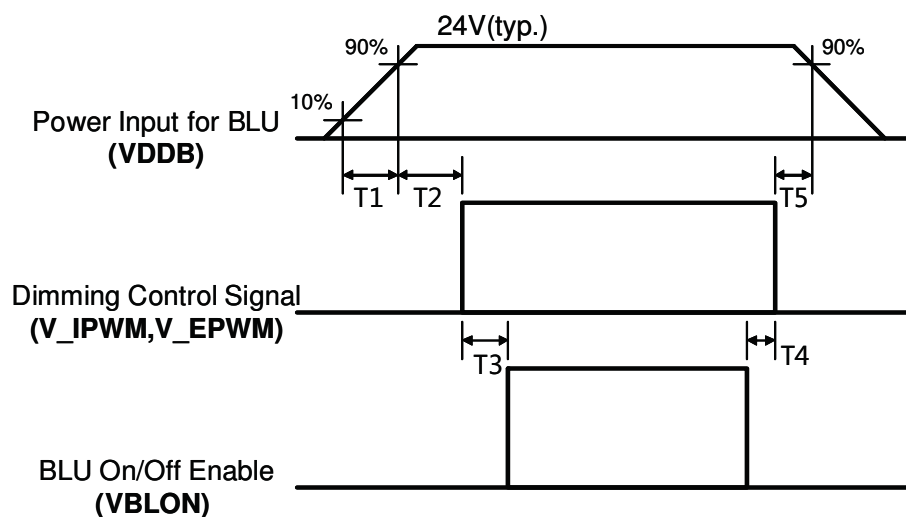 24V(typ.)
90%
90%
10%
Power Input for BLU
(VDDB)
T1
T2
T5
Dimming Control Signal
(V_IPWM,V_EPWM)
T3
T4
BLU On/Off Enable
(VBLON)